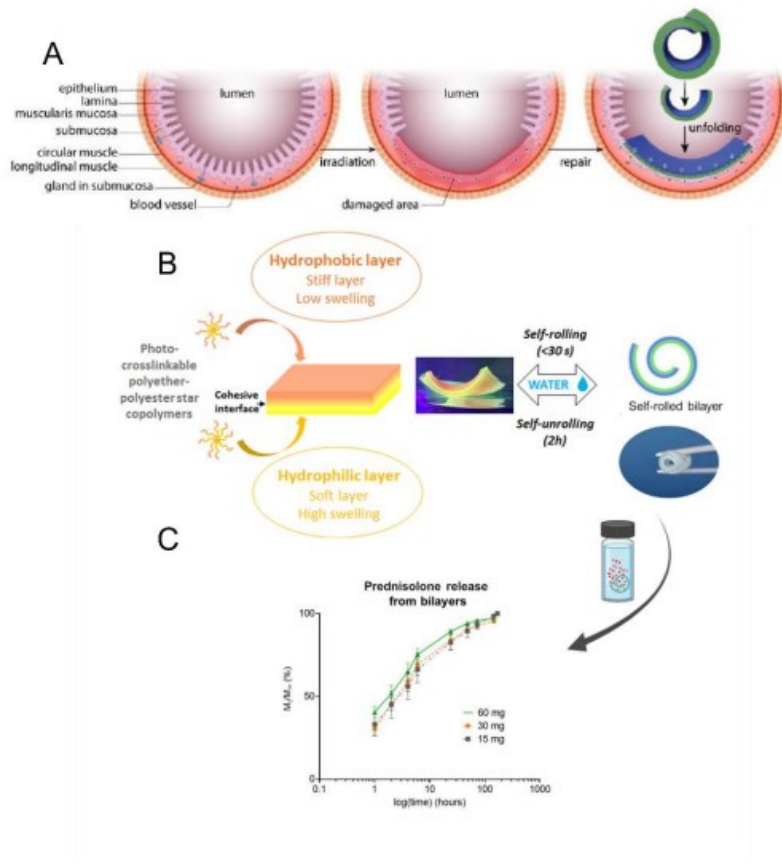 A
epithelium
lamina
muscularis mucosa
submucosa
circular muscle
longitudinal muscle
gland in submucosa
blood vessel
lumen
irradiation
lumen
damaged area
repair
unfolding
B
Hydrophobic layer
Stiff layer
Low swelling
Photo-
crosslinkable
polyether-
polyester star
copolymers
Cohesive
interface
Hydrophilic layer
Soft layer
High swelling
Self-rolling
(<30 s)
WATER
Self-unrolling
(2h)
Self-rolled bilayer
C
Prednisolone release
from bilayers
100
50
0
Mₜ/M∞ (%)
60 mg
30 mg
15 mg
0.1 1 10 100 1000
log(time) (hours)